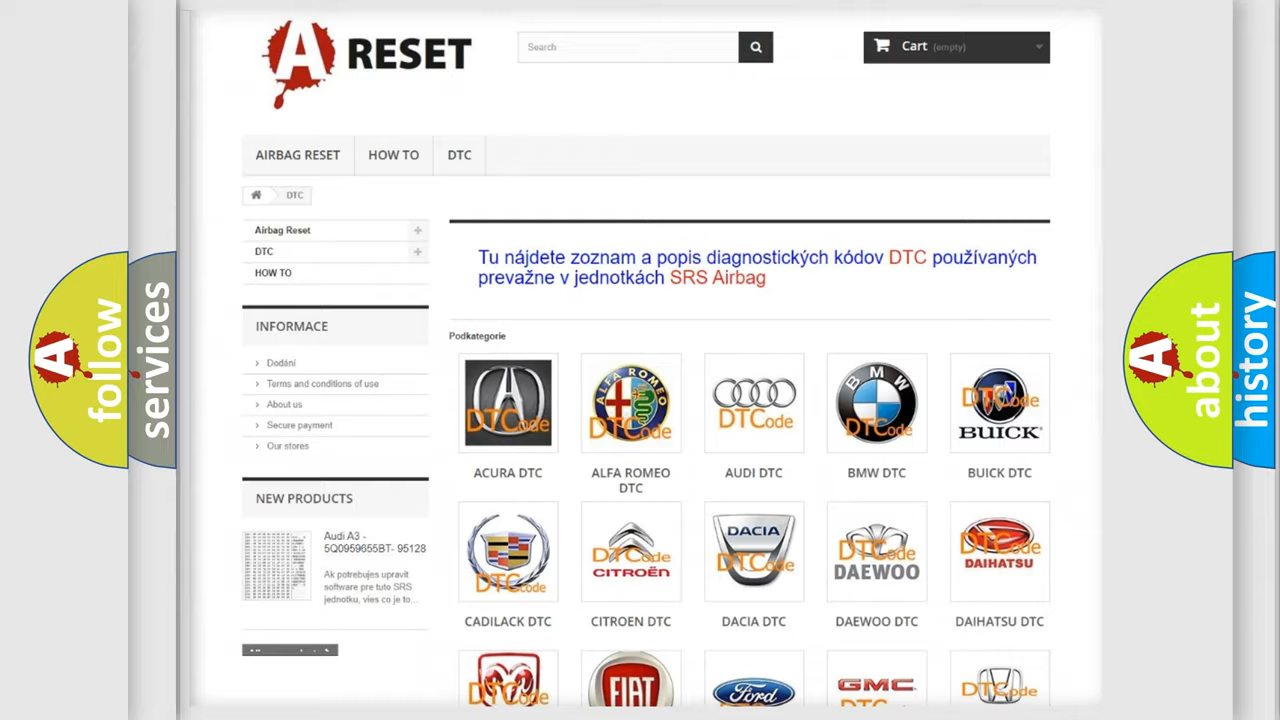 A RESET
Search
Cart (empty)
AIRBAG RESET
HOW TO
DTC
DTC
Airbag Reset
DTC
HOW TO
INFORMACE
Dodání
Terms and conditions of use
About us
Secure payment
Our stores
NEW PRODUCTS
Audi A3 -
5Q0959655BT- 95128
Ak potrebujes upravit
software pre tuto SRS
jednotku, vies co je to...
Tu nájdete zoznam a popis diagnostických kódov DTC používaných
prevažne v jednotkách SRS Airbag
Podkategorie
DTCode
ALFA ROMEO
DTCode
DTCode
BMW
DTCode
DTCode
BUICK
ACURA DTC
ALFA ROMEO
DTC
AUDI DTC
BMW DTC
BUICK DTC
DTCode
DTCode
CITROËN
DACIA
DTCode
DTCode
DAEWOO
DTCode
DAIHATSU
CADILACK DTC
CITROEN DTC
DACIA DTC
DAEWOO DTC
DAIHATSU DTC
DTCode
FIAT
Ford
GMC
DTCode
A follow
services
A about
history